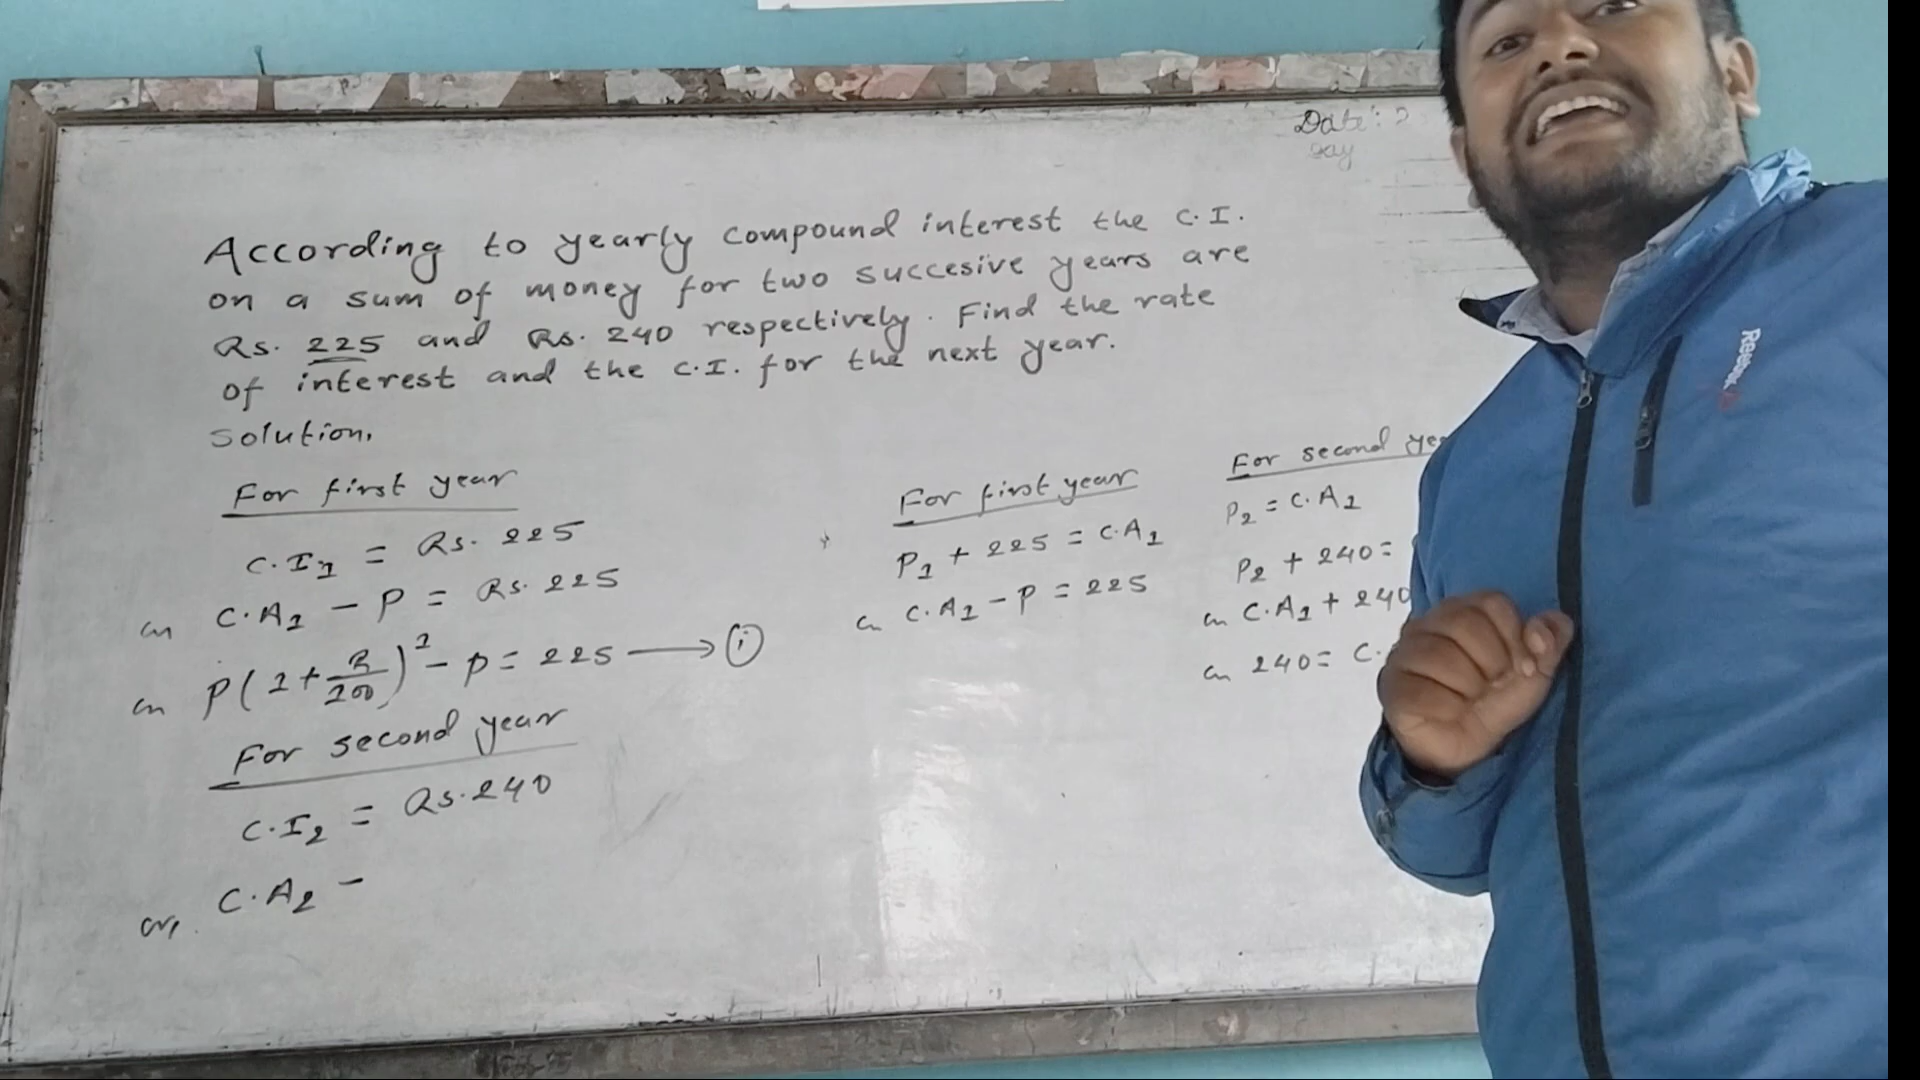 Date:
Day
According to yearly compound interest the C.I.
on a sum of money for two succesive years are
Rs. 225 and Rs. 240 respectively. Find the rate
of interest and the C.I. for the next year.
Solution,
For first year
C.I₁ = Rs. 225
or C.A₁ - P = Rs. 225
or P(1+R/100)¹ - P = 225 → (i)
For second year
C.I₂ = Rs. 240
or, C.A₂ -
For first year
P₁ + 225 = C.A₁
or C.A₁ - P = 225
For second ye
P₂ = C.A₁
P₂ + 240 =
or C.A₁ + 240
or 240 = C.
Reebok